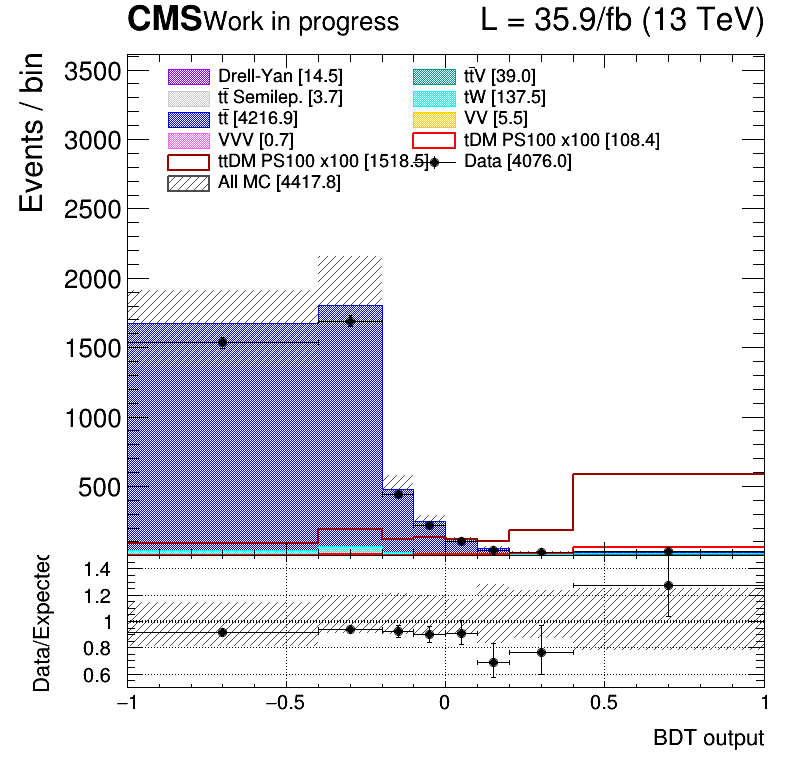 CMS Work in progress L = 35.9/fb (13 TeV)
Events / bin
3500
3000
2500
2000
1500
1000
500
Drell-Yan [14.5] tt̄V [39.0]
tt̄ Semilep. [3.7] tW [137.5]
tt̄ [4216.9] VV [5.5]
VVV [0.7] tDM PS100 x100 [108.4]
ttDM PS100 x100 [1518.5] Data [4076.0]
All MC [4417.8]
Data/Expected
1.4
1.2
1
0.8
0.6
−1 −0.5 0 0.5 1
BDT output